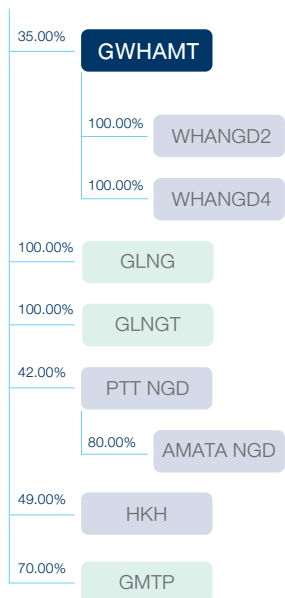 35.00%
GWHAMT
100.00%
WHANGD2
100.00%
WHANGD4
100.00%
GLNG
100.00%
GLNGT
42.00%
PTT NGD
80.00%
AMATA NGD
49.00%
HKH
70.00%
GMTP